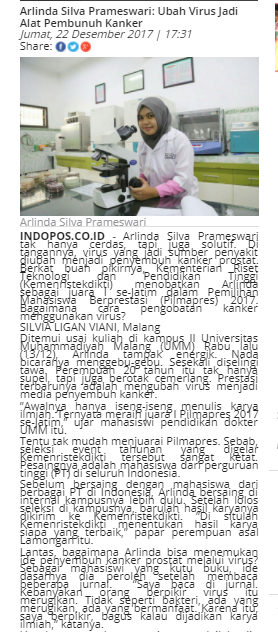 Arlinda Silva Prameswari: Ubah Virus Jadi
Alat Pembunuh Kanker
Jumat, 22 Desember 2017 | 17:31
Share:
Arlinda Silva Prameswari
INDOPOS.CO.ID - Arlinda Silva Prameswari
tak hanya cerdas, tapi juga solutif. Di
tangannya, virus yang jadi sumber penyakit
diubah menjadi penyembuh kanker prostat.
Berkat buah pikirnya, Kementerian Riset
Teknologi dan Pendidikan Tinggi
(Kemenristekdikti) menobatkan Arlinda
sebagai juara I se-Jatim dalam Pemilihan
Mahasiswa Berprestasi (Pilmapres) 2017.
Bagaimana cara pengobatan kanker
menggunakan virus?
SILVIA LIGAN VIANI, Malang
Ditemui usai kuliah di kampus II Universitas
Muhammadiyah Malang (UMM) Rabu lalu
(13/12), Arlinda tampak energik. Nada
bicaranya menggebu-gebu. Sesekali diselingi
tawa. Perempuan 20 tahun itu tak hanya
supel, tapi juga berotak cemerlang. Prestasi
terbarunya adalah mengubah virus menjadi
media penyembuh kanker.
“Awalnya hanya iseng-iseng menulis karya
ilmiah. Ternyata meraih juara I Pilmapres 2017
se-Jatim,” ujar mahasiswi pendidikan dokter
UMM itu.
Tentu tak mudah menjuarai Pilmapres. Sebab,
seleksi event tahunan yang digelar
Kemenristekdikti tersebut sangat ketat.
Pesaingnya adalah mahasiswa dari perguruan
tinggi (PT) di seluruh Indonesia.
Sebelum bersaing dengan mahasiswa dari
berbagai PT di Indonesia, Arlinda bersaing di
internal kampusnya lebih dulu. Setelah lolos
seleksi di kampusnya, barulah hasil karyanya
dikirim ke Kemenristekdikti. “Di situlah
Kemenristekdikti menentukan hasil karya
siapa yang terbaik,” papar perempuan asal
Lamongan itu.
Lantas, bagaimana Arlinda bisa menemukan
ide penyembuh kanker prostat melalui virus?
Sebagai mahasiswi yang kutu buku, ide
dasarnya dia peroleh setelah membaca
beberapa jurnal. “Saya baca di jurnal.
Kebanyakan orang berpikir virus itu
merugikan. Tidak seperti bakteri, ada yang
merugikan, ada yang bermanfaat. Karena itu,
saya berpikir, bagus kalau dijadikan karya
ilmiah,” katanya.